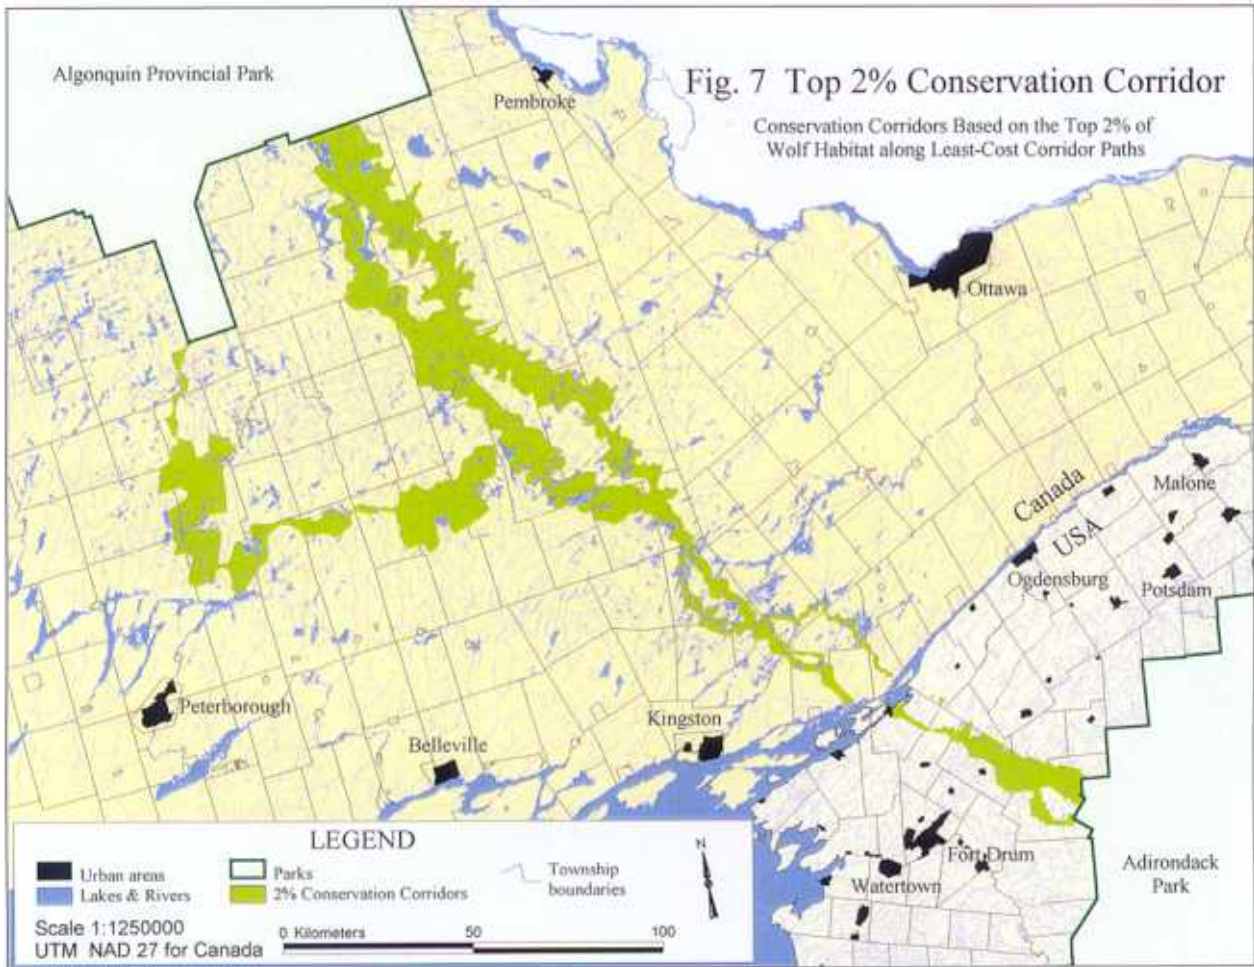 Algonquin Provincial Park
Pembroke
Fig. 7 Top 2% Conservation Corridor
Conservation Corridors Based on the Top 2% of
Wolf Habitat along Least-Cost Corridor Paths
Ottawa
Canada
USA
Malone
Ogdensburg
Potsdam
Peterborough
Kingston
Belleville
Fort Drum
Watertown
Adirondack
Park
LEGEND
Urban areas
Lakes & Rivers
Parks
2% Conservation Corridors
Township
boundaries
N
Scale 1:1250000
UTM NAD 27 for Canada
0 Kilometers 50 100